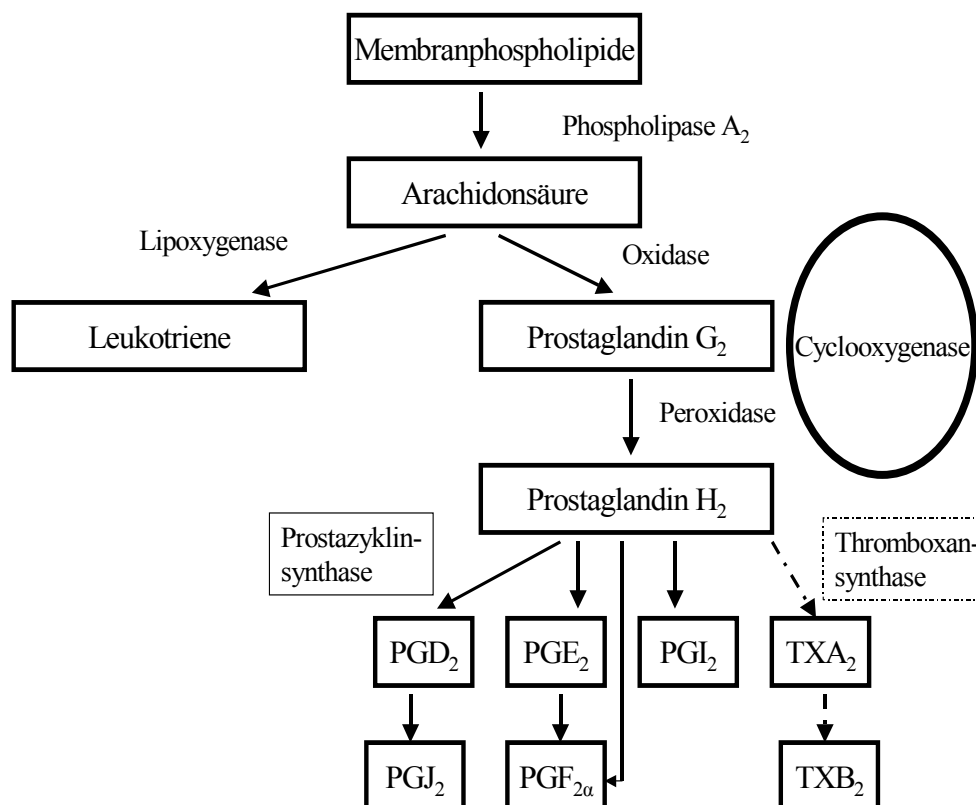 Membranphospholipide
Phospholipase A₂
Arachidonsäure
Lipoxygenase
Oxidase
Leukotriene
Prostaglandin G₂
Cyclooxygenase
Peroxidase
Prostaglandin H₂
Prostazyklin-
synthase
Thromboxan-
synthase
PGD₂
PGE₂
PGI₂
TXA₂
PGJ₂
PGF₂α
TXB₂